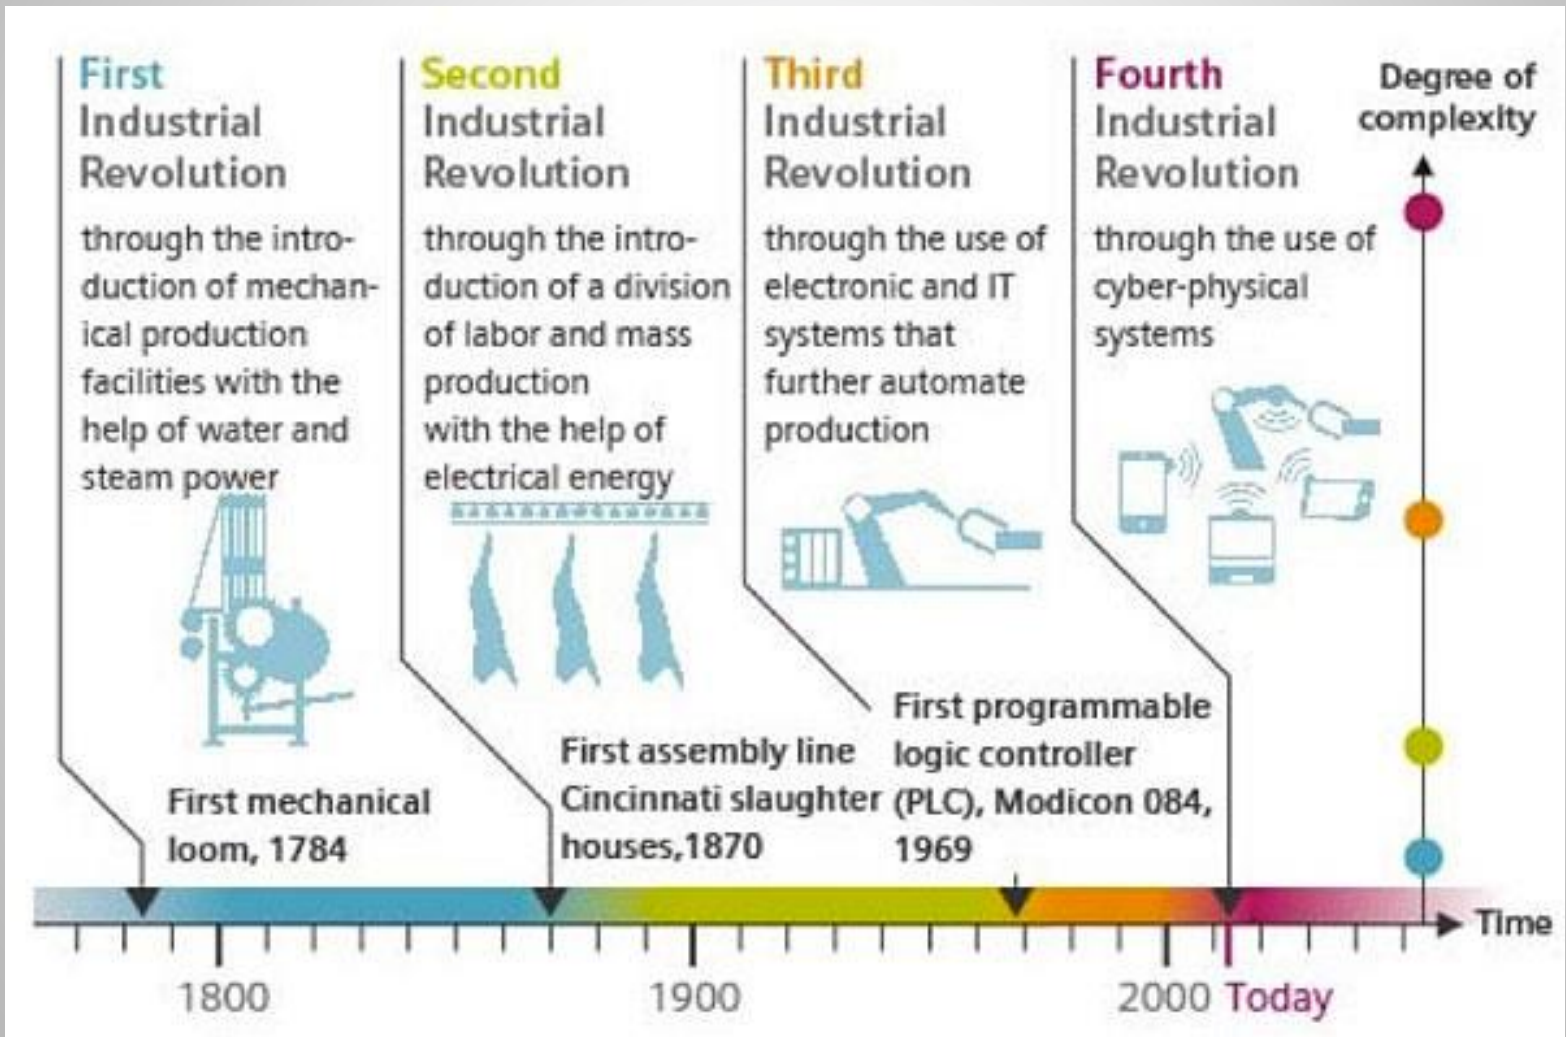 First
Industrial
Revolution
through the intro-
duction of mechan-
ical production
facilities with the
help of water and
steam power
First mechanical
loom, 1784
Second
Industrial
Revolution
through the intro-
duction of a division
of labor and mass
production
with the help of
electrical energy
First assembly line
Cincinnati slaughter
houses,1870
Third
Industrial
Revolution
through the use of
electronic and IT
systems that
further automate
production
First programmable
logic controller
(PLC), Modicon 084,
1969
Fourth
Industrial
Revolution
through the use of
cyber-physical
systems
Degree of
complexity
Time
1800
1900
2000
Today